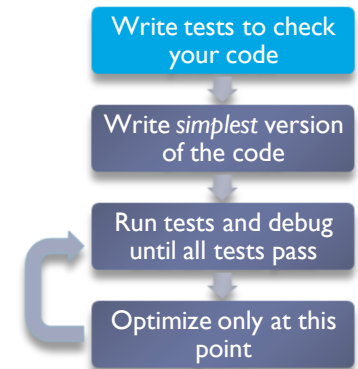 Write tests to check
your code
Write simplest version
of the code
Run tests and debug
until all tests pass
Optimize only at this
point